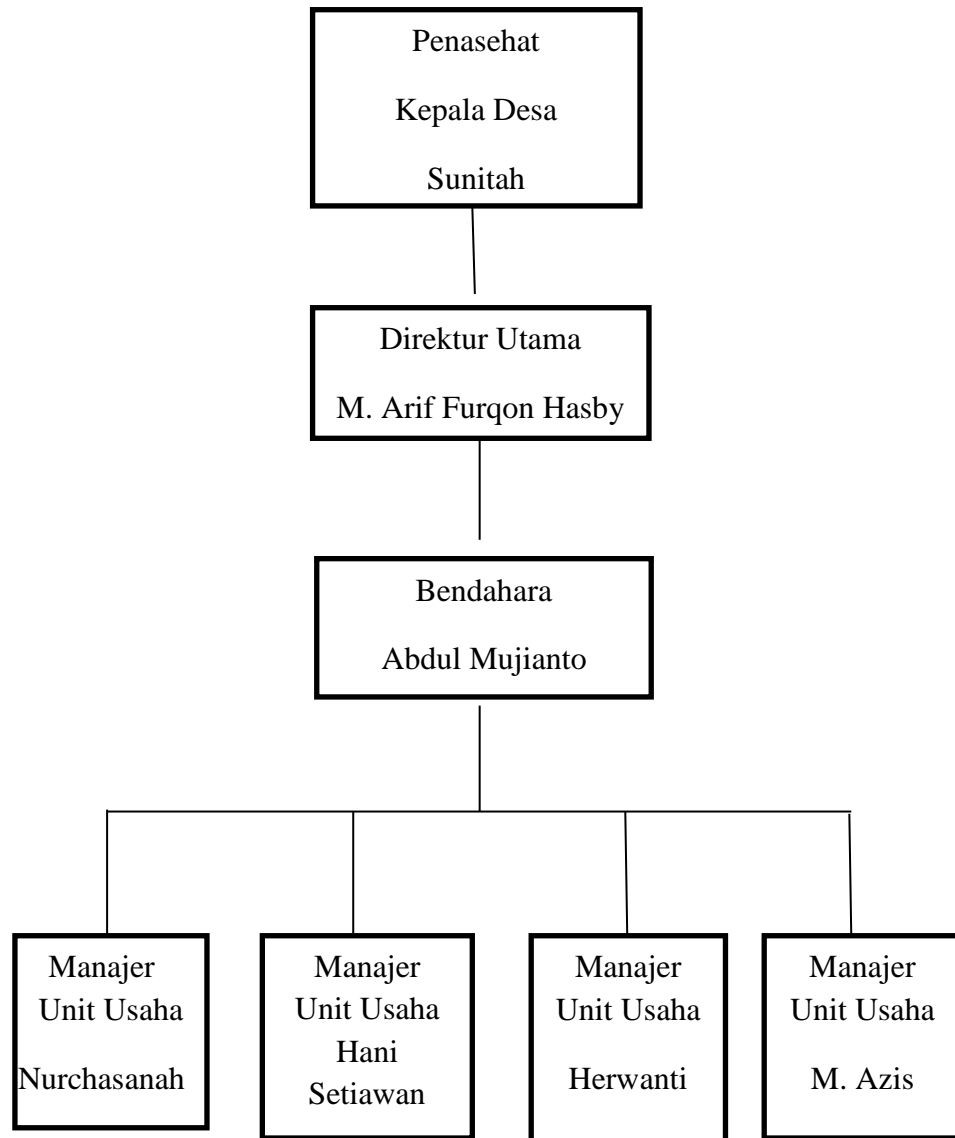 Penasehat
Kepala Desa
Sunitah
Direktur Utama
M. Arif Furqon Hasby
Bendahara
Abdul Mujianto
Manajer
Unit Usaha
Nurchasanah
Manajer
Unit Usaha
Hani
Setiawan
Manajer
Unit Usaha
Herwanti
Manajer
Unit Usaha
M. Azis